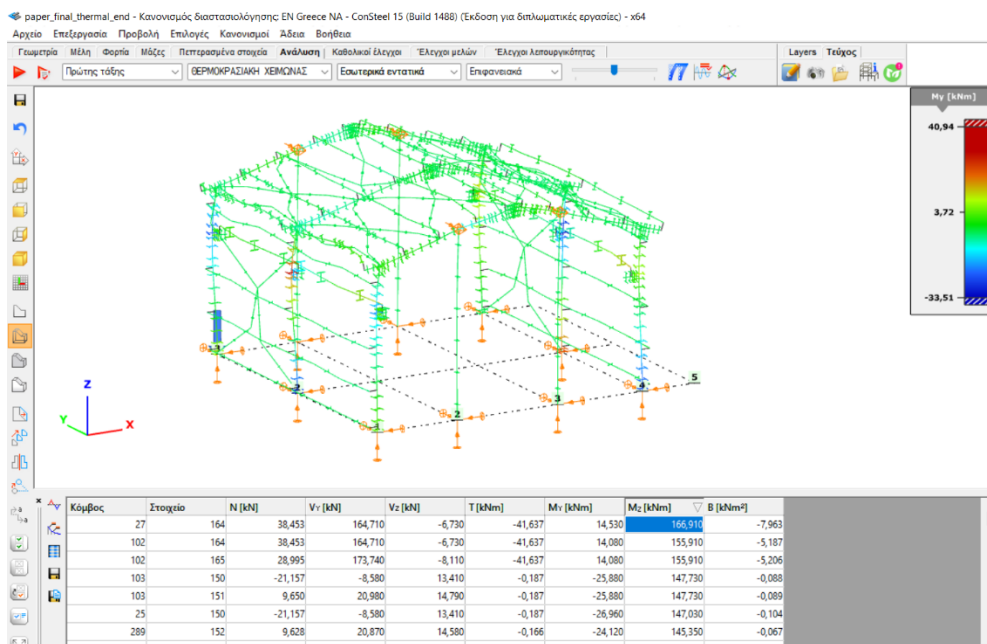 paper_final_thermal_end - Κανονισμός διαστασιολόγησης: EN Greece NA - ConSteel 15 (Build 1488) (Έκδοση για διπλωματικές εργασίες) - x64
Αρχείο Επεξεργασία Προβολή Επιλογές Κανονισμοί Άδεια Βοήθεια
Γεωμετρία Μέλη Φορτία Μάζες Πεπερασμένα στοιχεία Ανάλυση Καθολικοί έλεγχοι Έλεγχοι μελών Έλεγχοι λειτουργικότητας Layers Τεύχος
Πρώτης τάξης ΘΕΡΜΟΚΡΑΣΙΑΚΗ ΧΕΙΜΩΝΑΣ Εσωτερικά εντατικά Επιφανειακά
My [kNm]
40,94
3,72
-33,51
Z
Y
X
3
2
1
2
3
4
5
Κόμβος Στοιχείο N [kN] VY [kN] VZ [kN] T [kNm] MY [kNm] MZ [kNm] B [kNm²]
27 164 38,453 164,710 -6,730 -41,637 14,530 166,910 -7,963
102 164 38,453 164,710 -6,730 -41,637 14,080 155,910 -5,187
102 165 28,995 173,740 -8,110 -41,637 14,080 155,910 -5,206
103 150 -21,157 -8,580 13,410 -0,187 -25,880 147,730 -0,088
103 151 9,650 20,980 14,790 -0,187 -25,880 147,730 -0,089
25 150 -21,157 -8,580 13,410 -0,187 -26,960 147,030 -0,104
289 152 9,628 20,870 14,580 -0,166 -24,120 145,350 -0,067